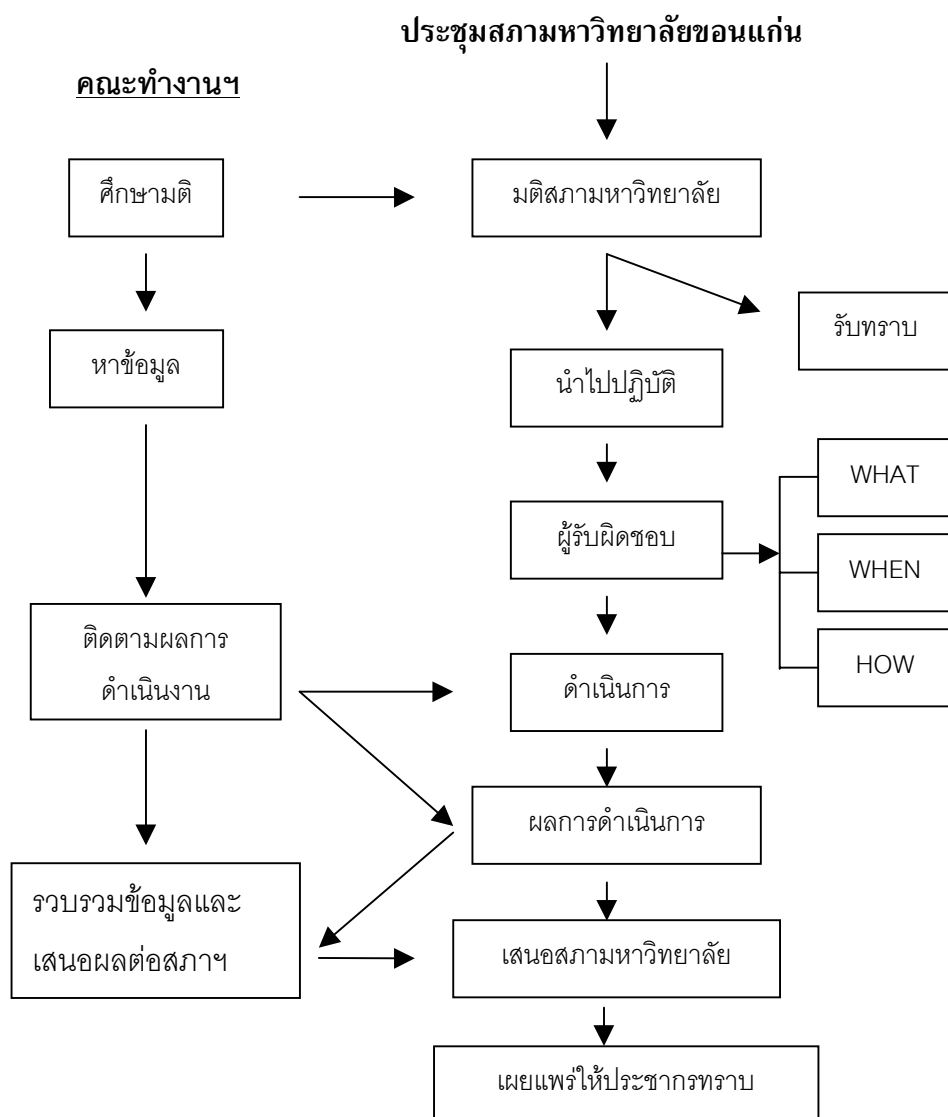 ประชุมสภามหาวิทยาลัยขอนแก่น
คณะทำงานฯ
ศึกษามติ
มติสภามหาวิทยาลัย
รับทราบ
หาข้อมูล
นำไปปฏิบัติ
WHAT
ผู้รับผิดชอบ
WHEN
ติดตามผลการ
ดำเนินงาน
ดำเนินการ
HOW
ผลการดำเนินการ
รวบรวมข้อมูลและ
เสนอผลต่อสภาฯ
เสนอสภามหาวิทยาลัย
เผยแพร่ให้ประชากรทราบ